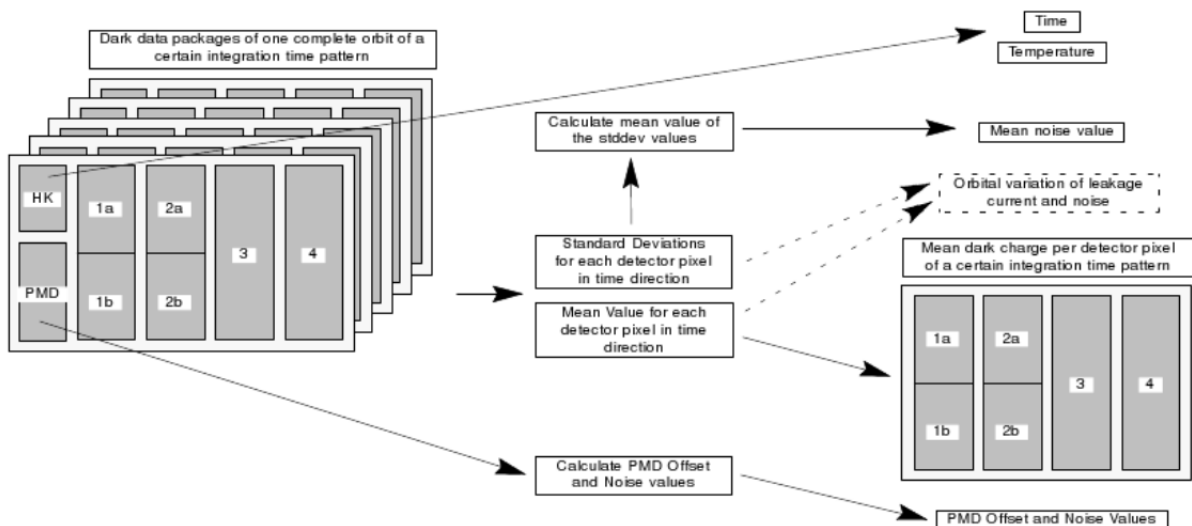 Dark data packages of one complete orbit of a
certain integration time pattern
HK
PMD
1a
1b
2a
2b
3
4
Time
Temperature
Calculate mean value of
the stddev values
Mean noise value
Orbital variation of leakage
current and noise
Standard Deviations
for each detector pixel
in time direction
Mean Value for each
detector pixel in time
direction
Mean dark charge per detector pixel
of a certain integration time pattern
1a
1b
2a
2b
3
4
Calculate PMD Offset
and Noise values
PMD Offset and Noise Values